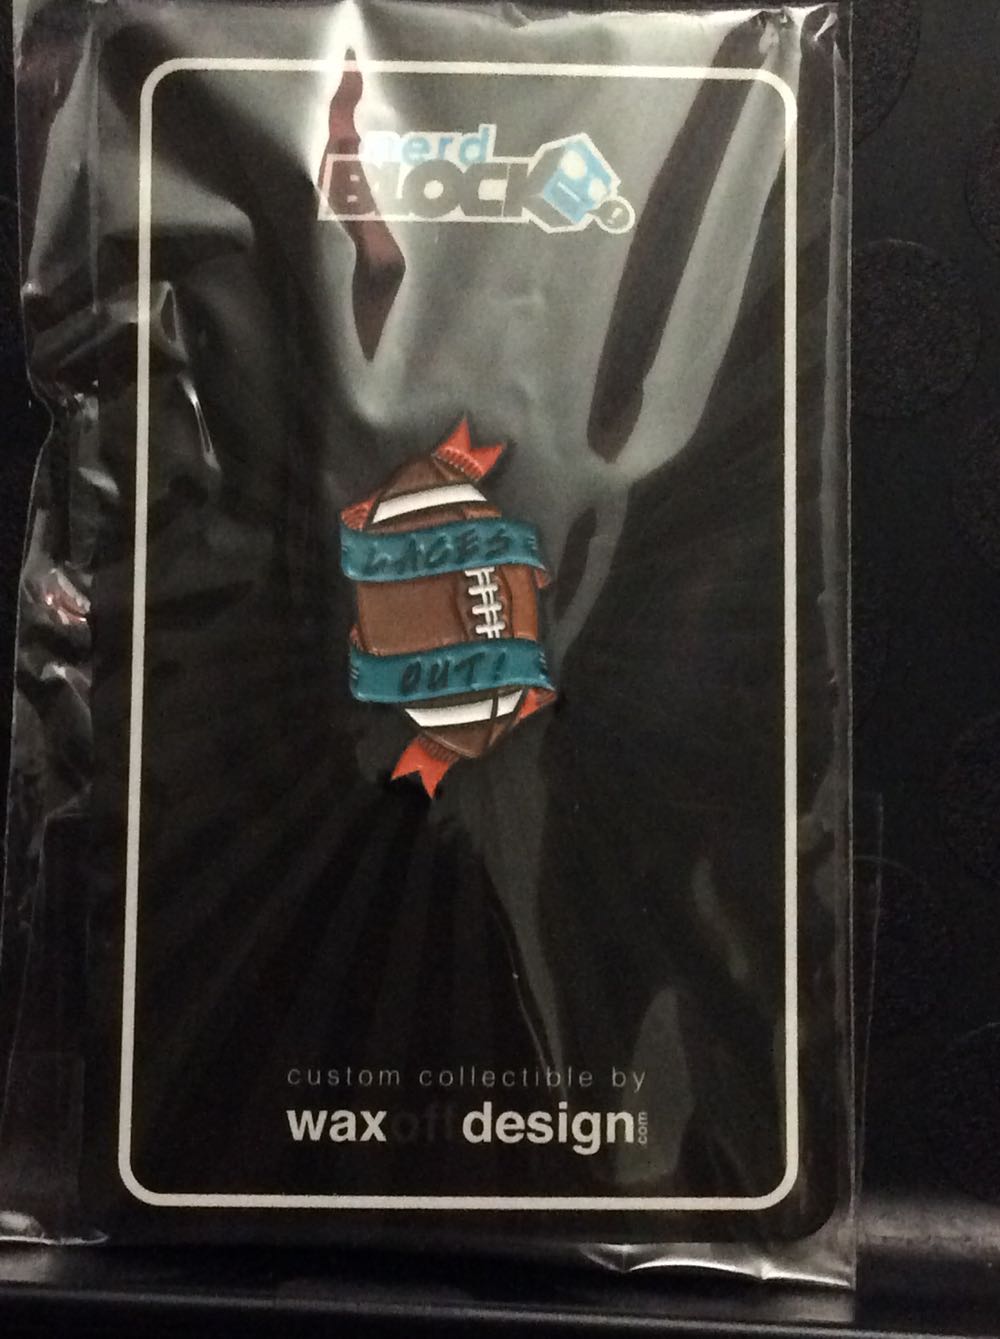 nerd
BLOCK
LACES
OUT!
custom collectible by
waxoffdesign.com